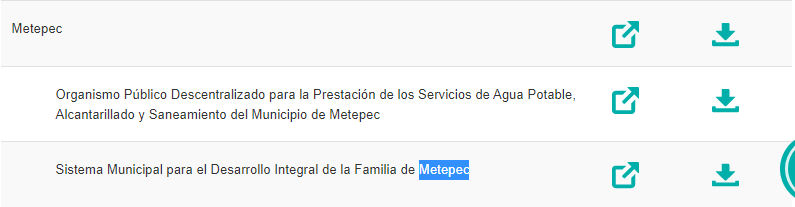 Metepec
Organismo Público Descentralizado para la Prestación de los Servicios de Agua Potable,
Alcantarillado y Saneamiento del Municipio de Metepec
Sistema Municipal para el Desarrollo Integral de la Familia de Metepec